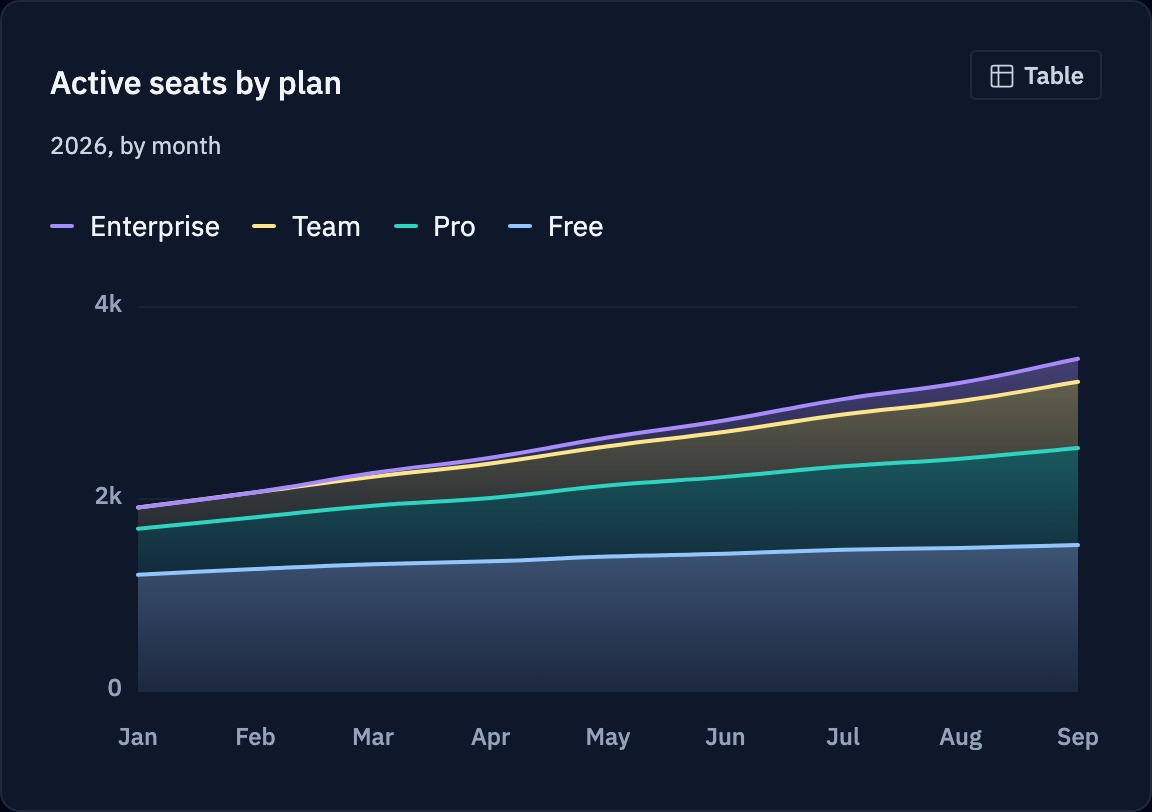 Active seats by plan
Table
2026, by month
Enterprise Team Pro Free
4k
2k
0
Jan Feb Mar Apr May Jun Jul Aug Sep